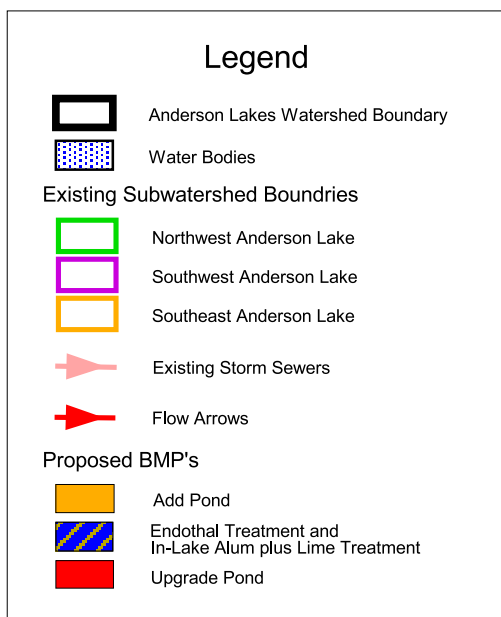 Legend
Anderson Lakes Watershed Boundary
Water Bodies
Existing Subwatershed Boundries
Northwest Anderson Lake
Southwest Anderson Lake
Southeast Anderson Lake
Existing Storm Sewers
Flow Arrows
Proposed BMP's
Add Pond
Endothal Treatment and
In-Lake Alum plus Lime Treatment
Upgrade Pond